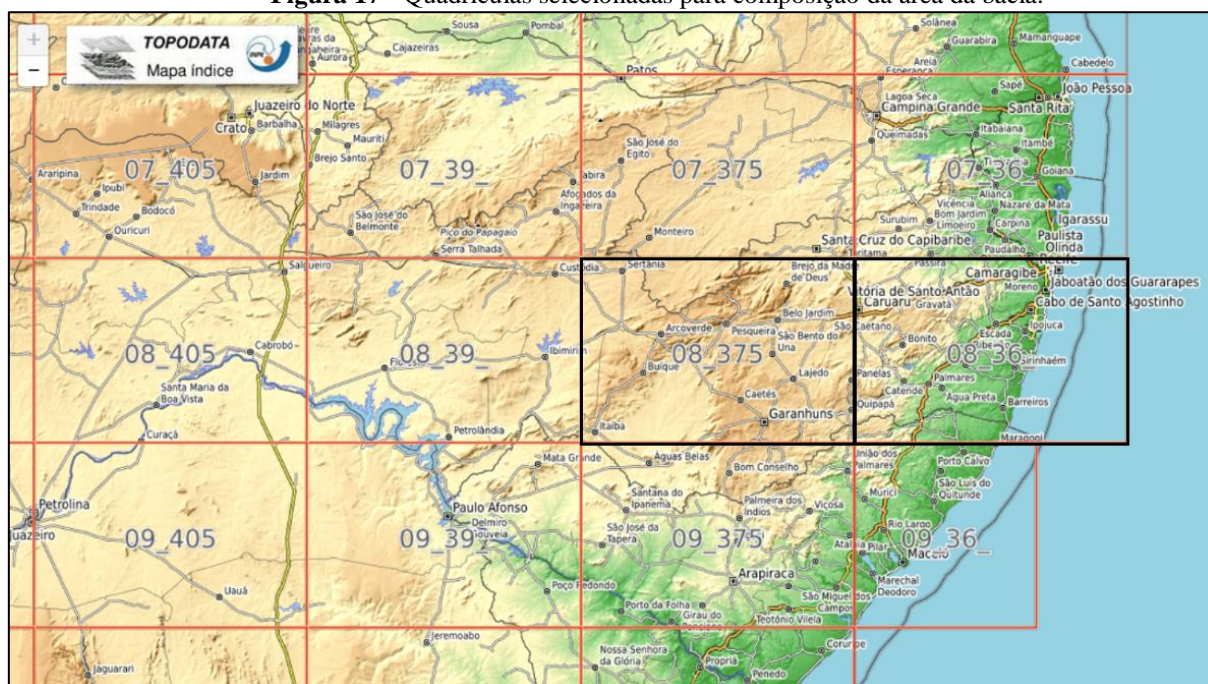 Figura 17 - Quadrículas selecionadas para composição da área da bacia.
+
−
TOPODATA
Mapa índice
INPE
Sousa
Pombal
Cajazeiras
Aurora
Patos
Solânea
Guarabira
Mamanguape
Areia
Esperança
Cabedelo
Lagoa Seca
Sapé
João Pessoa
Santa Rita
Campina Grande
Queimadas
Itabaiana
Itambé
Juazeiro do Norte
Crato
Barbalha
Milagres
Mauriti
Brejo Santo
Jardim
São José do
Egito
07_405
07_39_
07_375
07_36_
Araripina
Ipubi
Trindade
Bodocó
Ouricuri
São José do
Belmonte
Afogados da
Ingazeira
Pico do Papagaio
Serra Talhada
Monteiro
Goiana
Aliança
Vicência
Nazaré da Mata
Bom Jardim
Surubim
Limoeiro
Carpina
Igarassu
Paulista
Paudalho
Olinda
Santa Cruz do Capibaribe
Passira
Recife
Salgueiro
Custódia
Sertânia
Brejo da Madre
de Deus
Camaragibe
Moreno
Jaboatão dos Guararapes
Vitória de Santo Antão
Caruaru
Gravatá
Cabo de Santo Agostinho
Ipojuca
Belo Jardim
Arcoverde
Pesqueira
São Caetano
São Bento do
Una
Escada
Bonito
Cabrobó
08_405
08_39_
08_375
08_36_
Floresta
Ibimirim
Buíque
Sirinhaém
Santa Maria da
Boa Vista
Lajedo
Panelas
Palmares
Catende
Água Preta
Caetés
Quipapá
Barreiros
Garanhuns
Curaçá
Petrolândia
Itaíba
Maragogi
Mata Grande
Águas Belas
Bom Conselho
União dos
Palmares
Porto Calvo
São Luís do
Quitunde
Petrolina
Juazeiro
Paulo Afonso
Santana do
Ipanema
Palmeira dos
Índios
Viçosa
Murici
Delmiro
Gouveia
São José da
Tapera
Rio Largo
09_405
09_39_
09_375
09_36_
Atalaia
Pilar
Maceió
Arapiraca
Marechal
Deodoro
Uauá
Poço Redondo
São Miguel dos
Campos
Porto da Folha
Girau do
Ponciano
Teotônio Vilela
Jeremoabo
Coruripe
Nossa Senhora
da Glória
Jaguarari
Propriá
Penedo